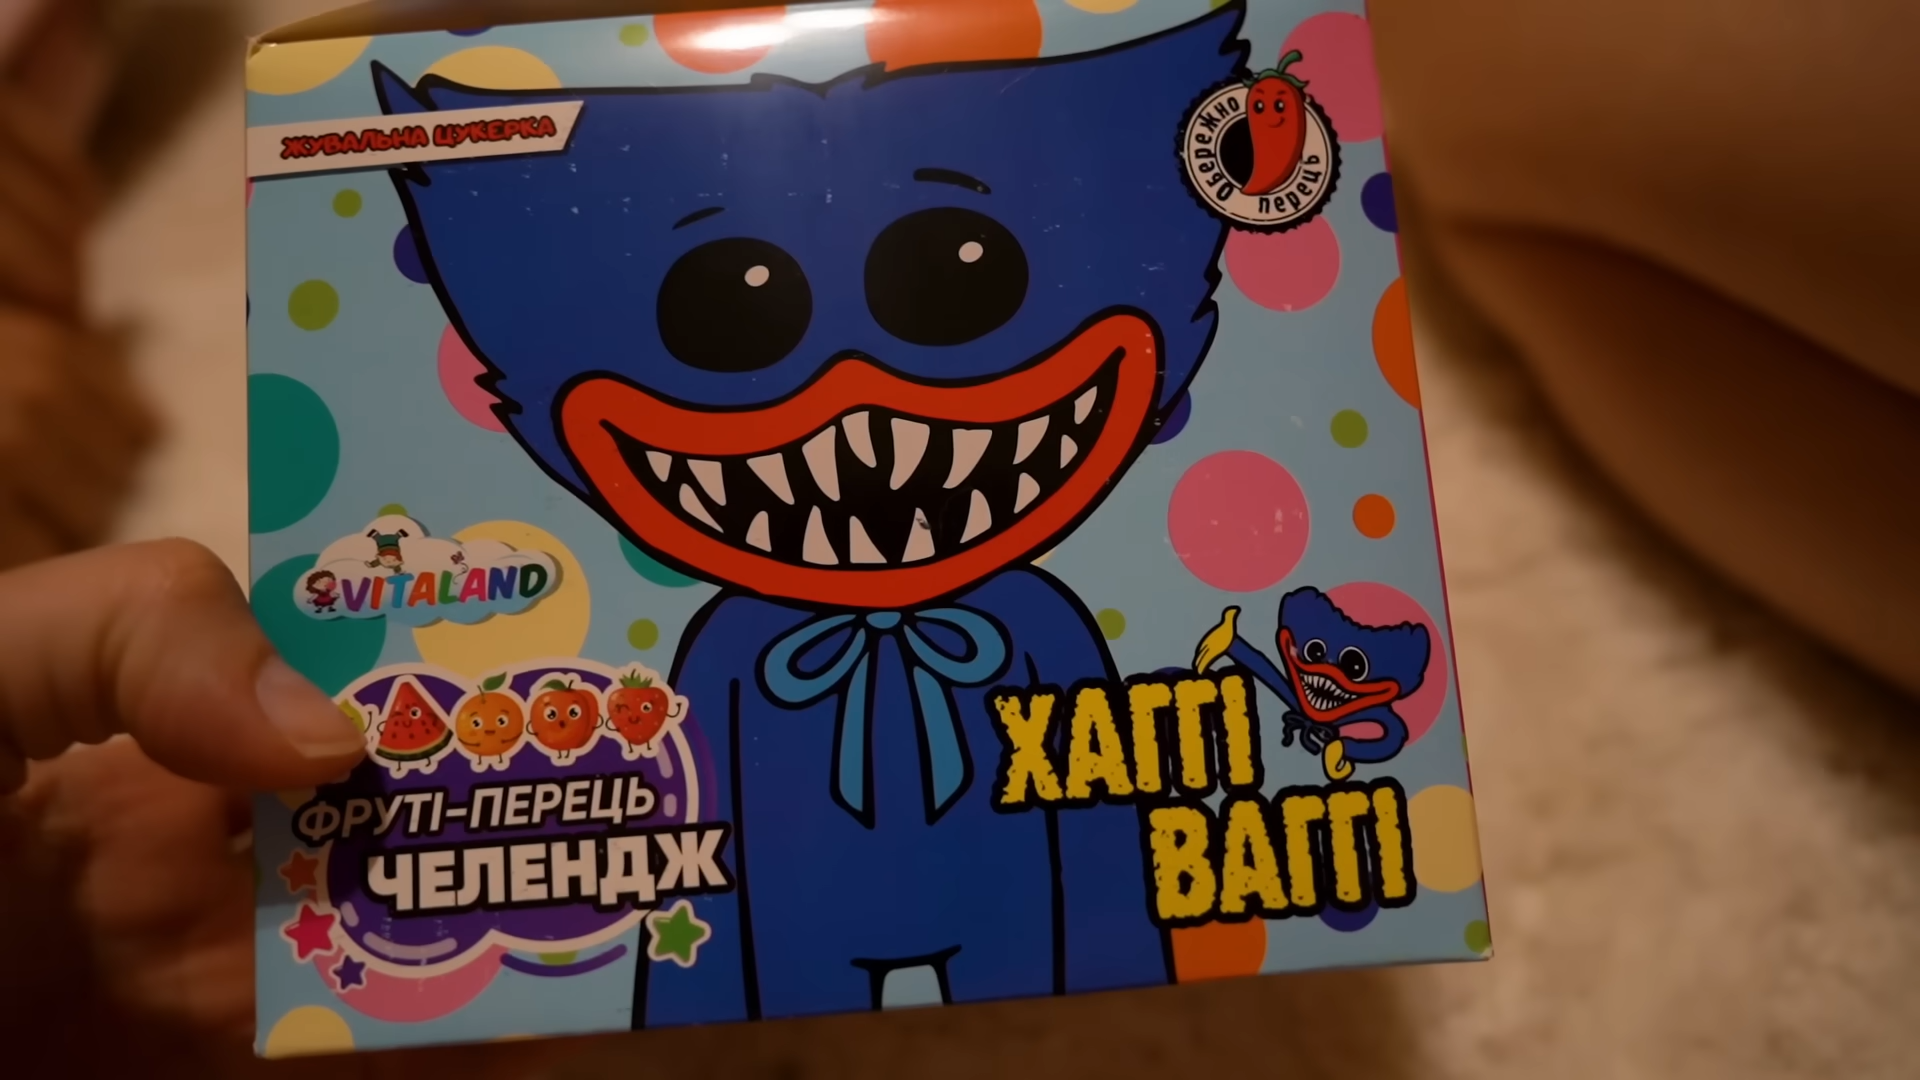 ЖУВАЛЬНА ЦУКЕРКА
Обережно
перець
VITALAND
ФРУТІ-ПЕРЕЦЬ
ЧЕЛЕНДЖ
ХАГГІ
ВАГГІ